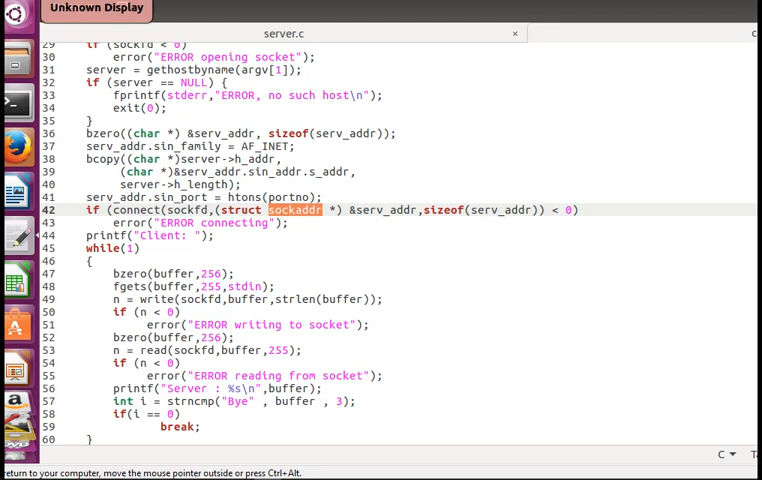 Unknown Display
server.c ×
29 if (sockfd < 0)
30 error("ERROR opening socket");
31 server = gethostbyname(argv[1]);
32 if (server == NULL) {
33 fprintf(stderr,"ERROR, no such host\n");
34 exit(0);
35 }
36 bzero((char *) &serv_addr, sizeof(serv_addr));
37 serv_addr.sin_family = AF_INET;
38 bcopy((char *)server->h_addr,
39 (char *)&serv_addr.sin_addr.s_addr,
40 server->h_length);
41 serv_addr.sin_port = htons(portno);
42 if (connect(sockfd,(struct sockaddr *) &serv_addr,sizeof(serv_addr)) < 0)
43 error("ERROR connecting");
44 printf("Client: ");
45 while(1)
46 {
47 bzero(buffer,256);
48 fgets(buffer,255,stdin);
49 n = write(sockfd,buffer,strlen(buffer));
50 if (n < 0)
51 error("ERROR writing to socket");
52 bzero(buffer,256);
53 n = read(sockfd,buffer,255);
54 if (n < 0)
55 error("ERROR reading from socket");
56 printf("Server : %s\n",buffer);
57 int i = strncmp("Bye" , buffer , 3);
58 if(i == 0)
59 break;
60 }
C
return to your computer, move the mouse pointer outside or press Ctrl+Alt.